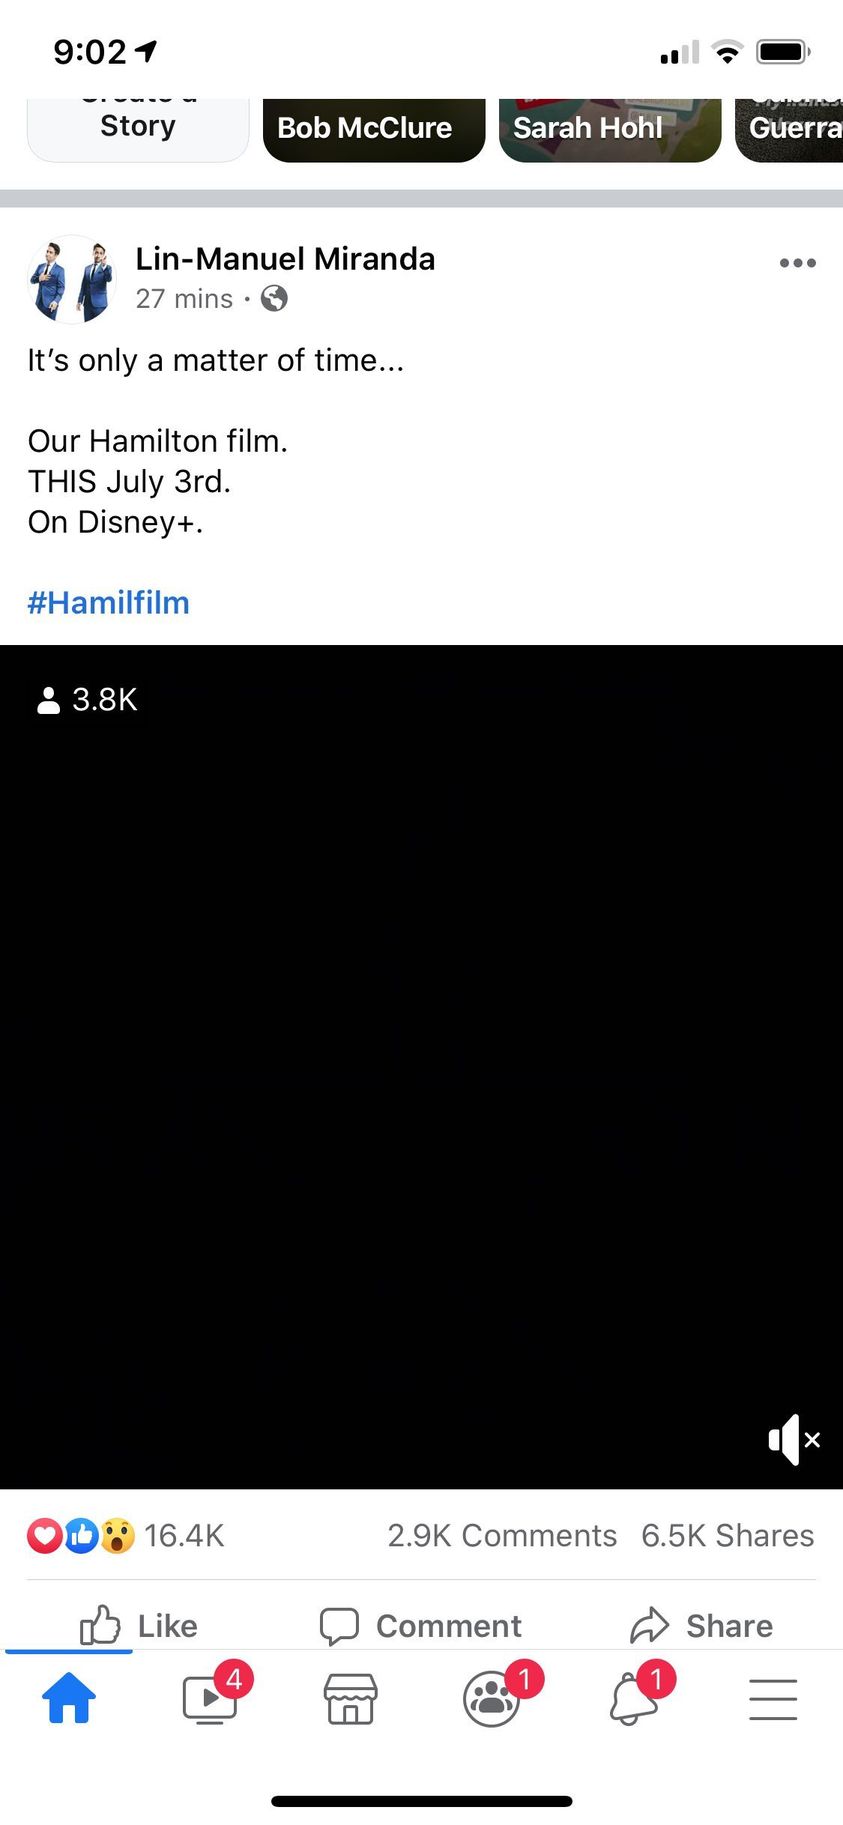 9:02
Create a
Story
Bob McClure
Sarah Hohl
Guerra
Lin-Manuel Miranda
27 mins ·
It's only a matter of time...
Our Hamilton film.
THIS July 3rd.
On Disney+.
#Hamilfilm
3.8K
16.4K
2.9K Comments
6.5K Shares
Like
Comment
Share
4
1
1